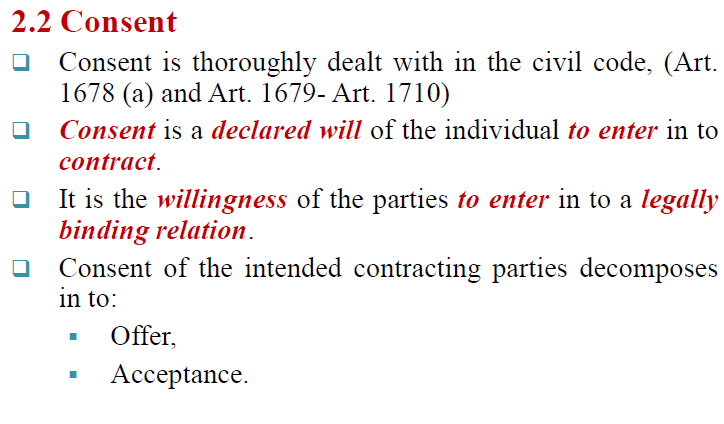 2.2 Consent
❑ Consent is thoroughly dealt with in the civil code, (Art.
1678 (a) and Art. 1679- Art. 1710)
❑ Consent is a declared will of the individual to enter in to
contract.
❑ It is the willingness of the parties to enter in to a legally
binding relation.
❑ Consent of the intended contracting parties decomposes
in to:
▪ Offer,
▪ Acceptance.